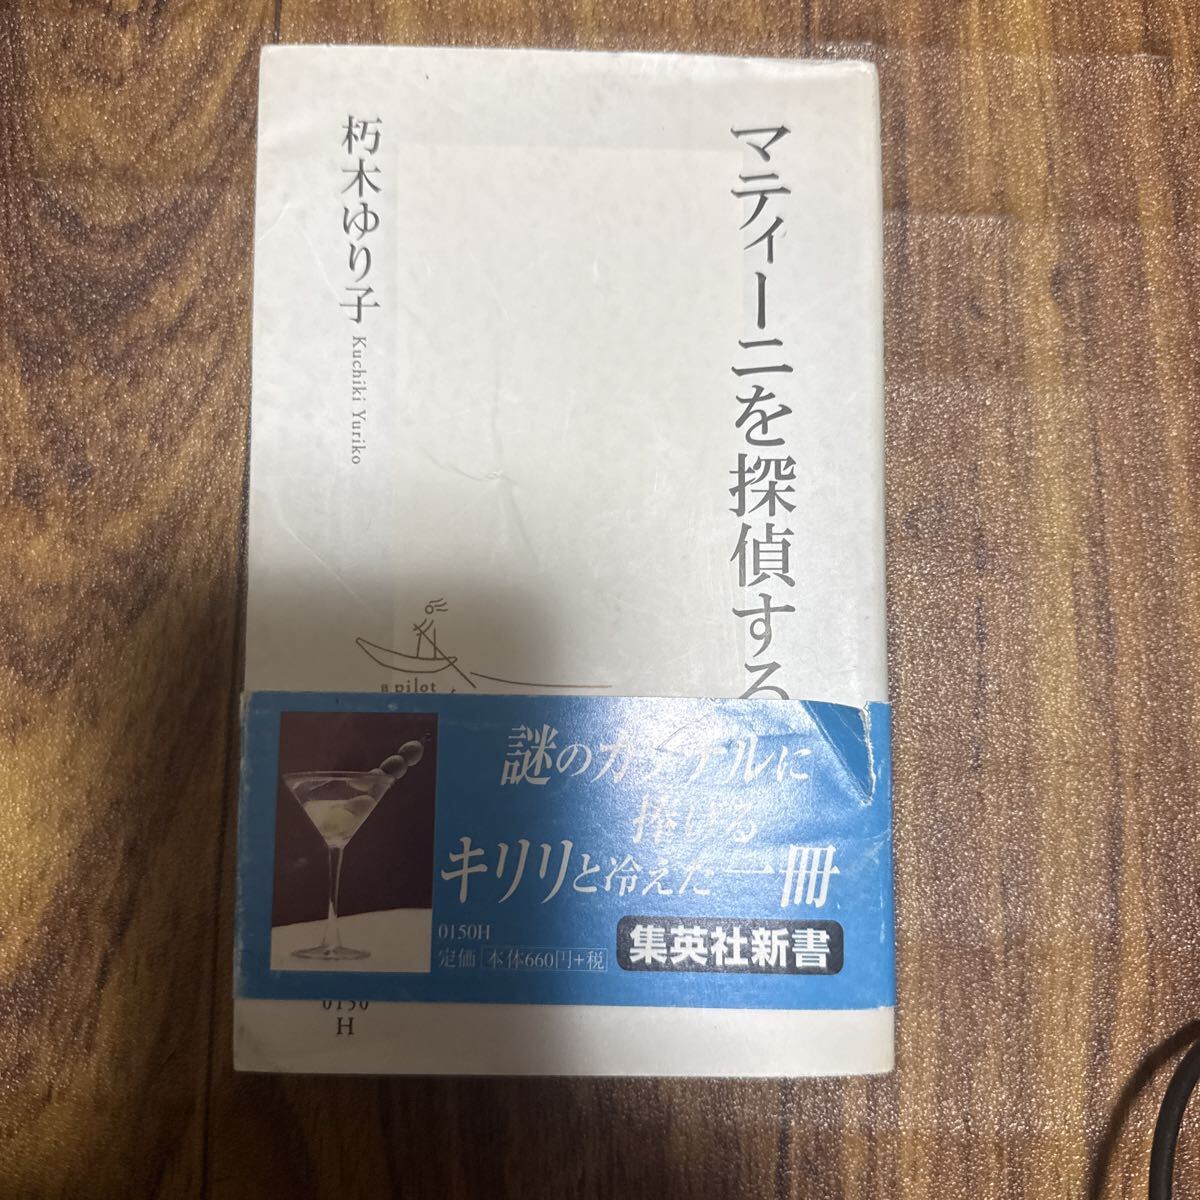 マティーニを探偵する
朽木ゆり子
Kuchiki Yuriko
a pilot
謎のカクテルに
捧げる
キリリと冷えた一冊
0150H
定価 本体660円+税
集英社新書
0150
H